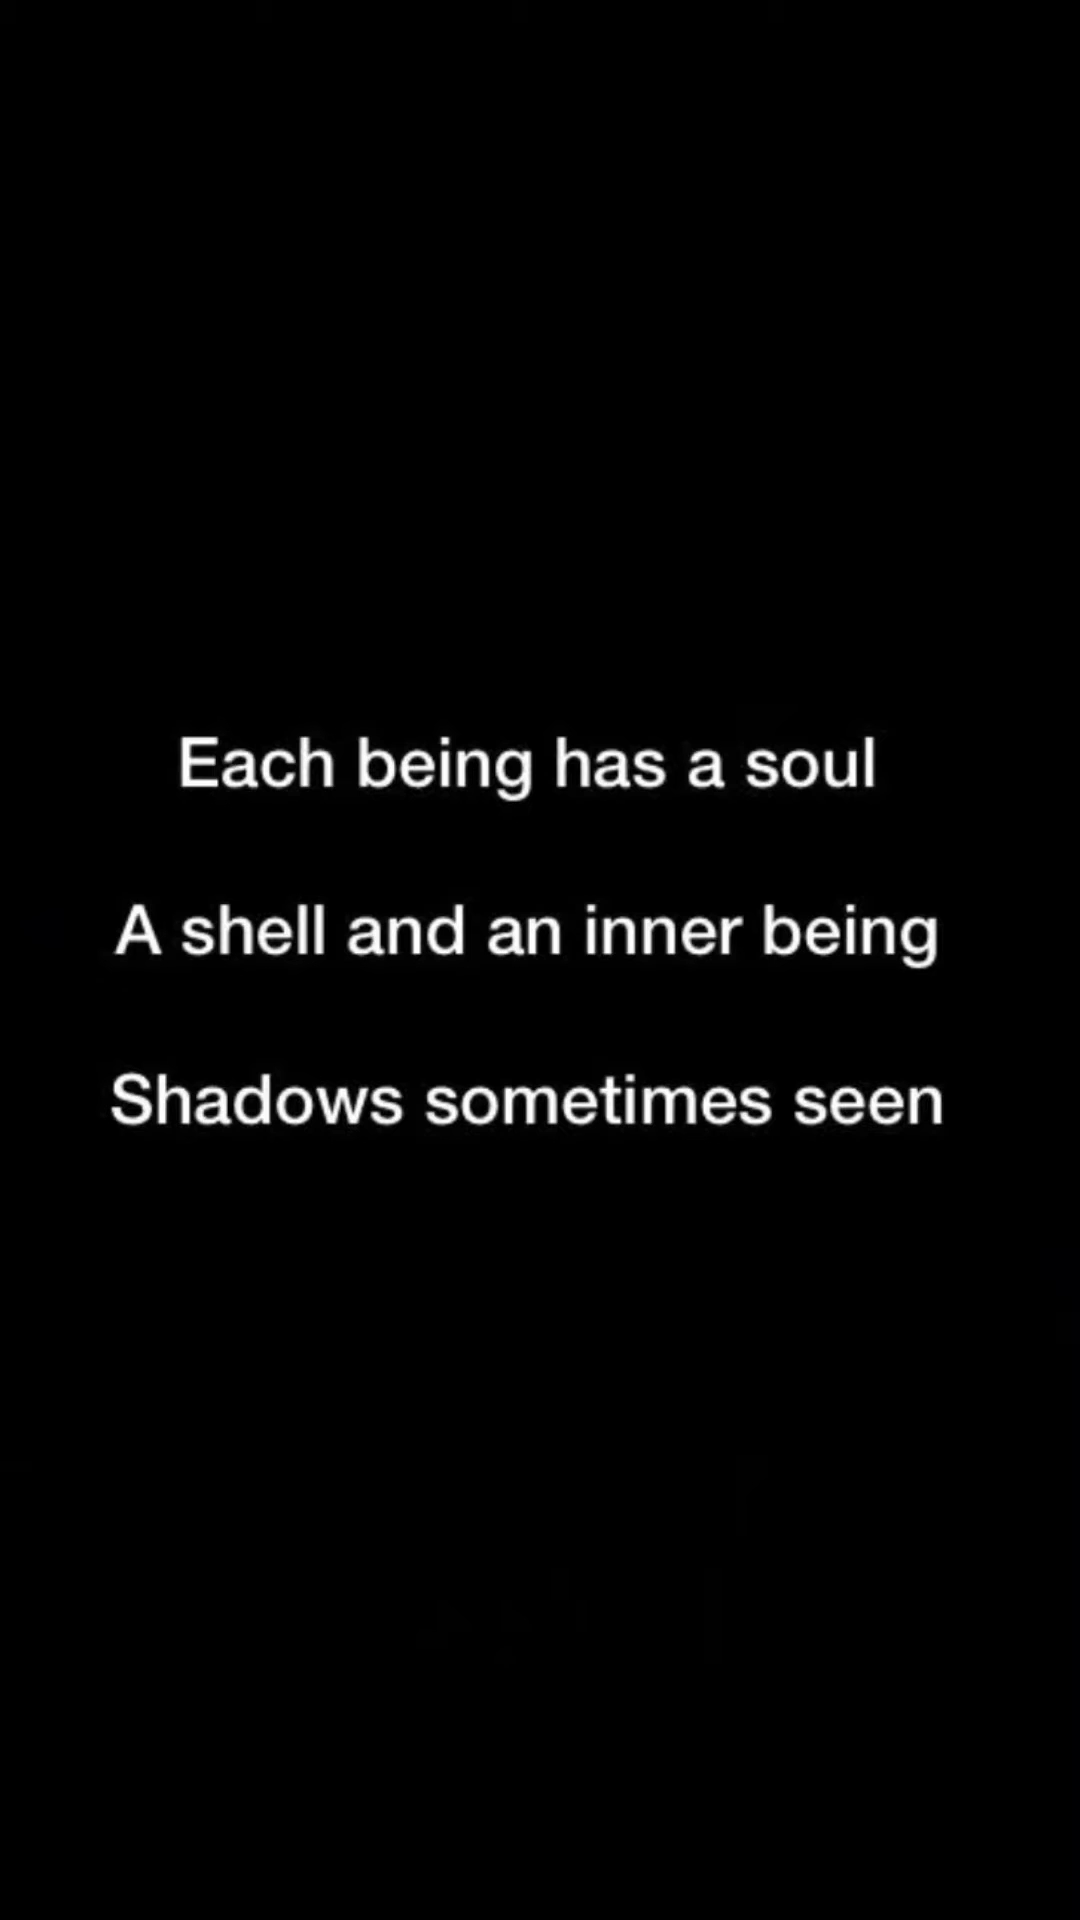 Each being has a soul
A shell and an inner being
Shadows sometimes seen